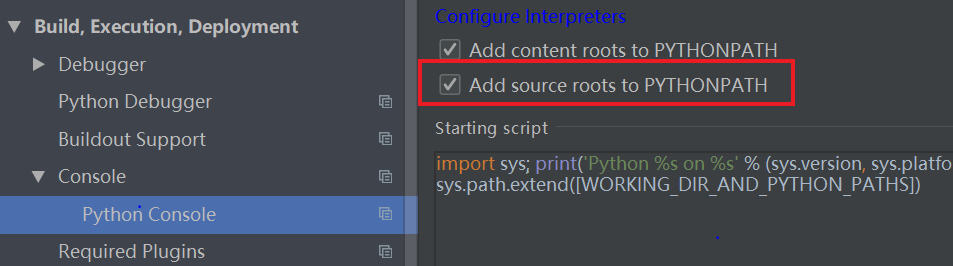 Build, Execution, Deployment
Debugger
Python Debugger
Buildout Support
Console
Python Console
Required Plugins
Configure Interpreters
Add content roots to PYTHONPATH
Add source roots to PYTHONPATH
Starting script
import sys; print('Python %s on %s' % (sys.version, sys.platfo
sys.path.extend([WORKING_DIR_AND_PYTHON_PATHS])